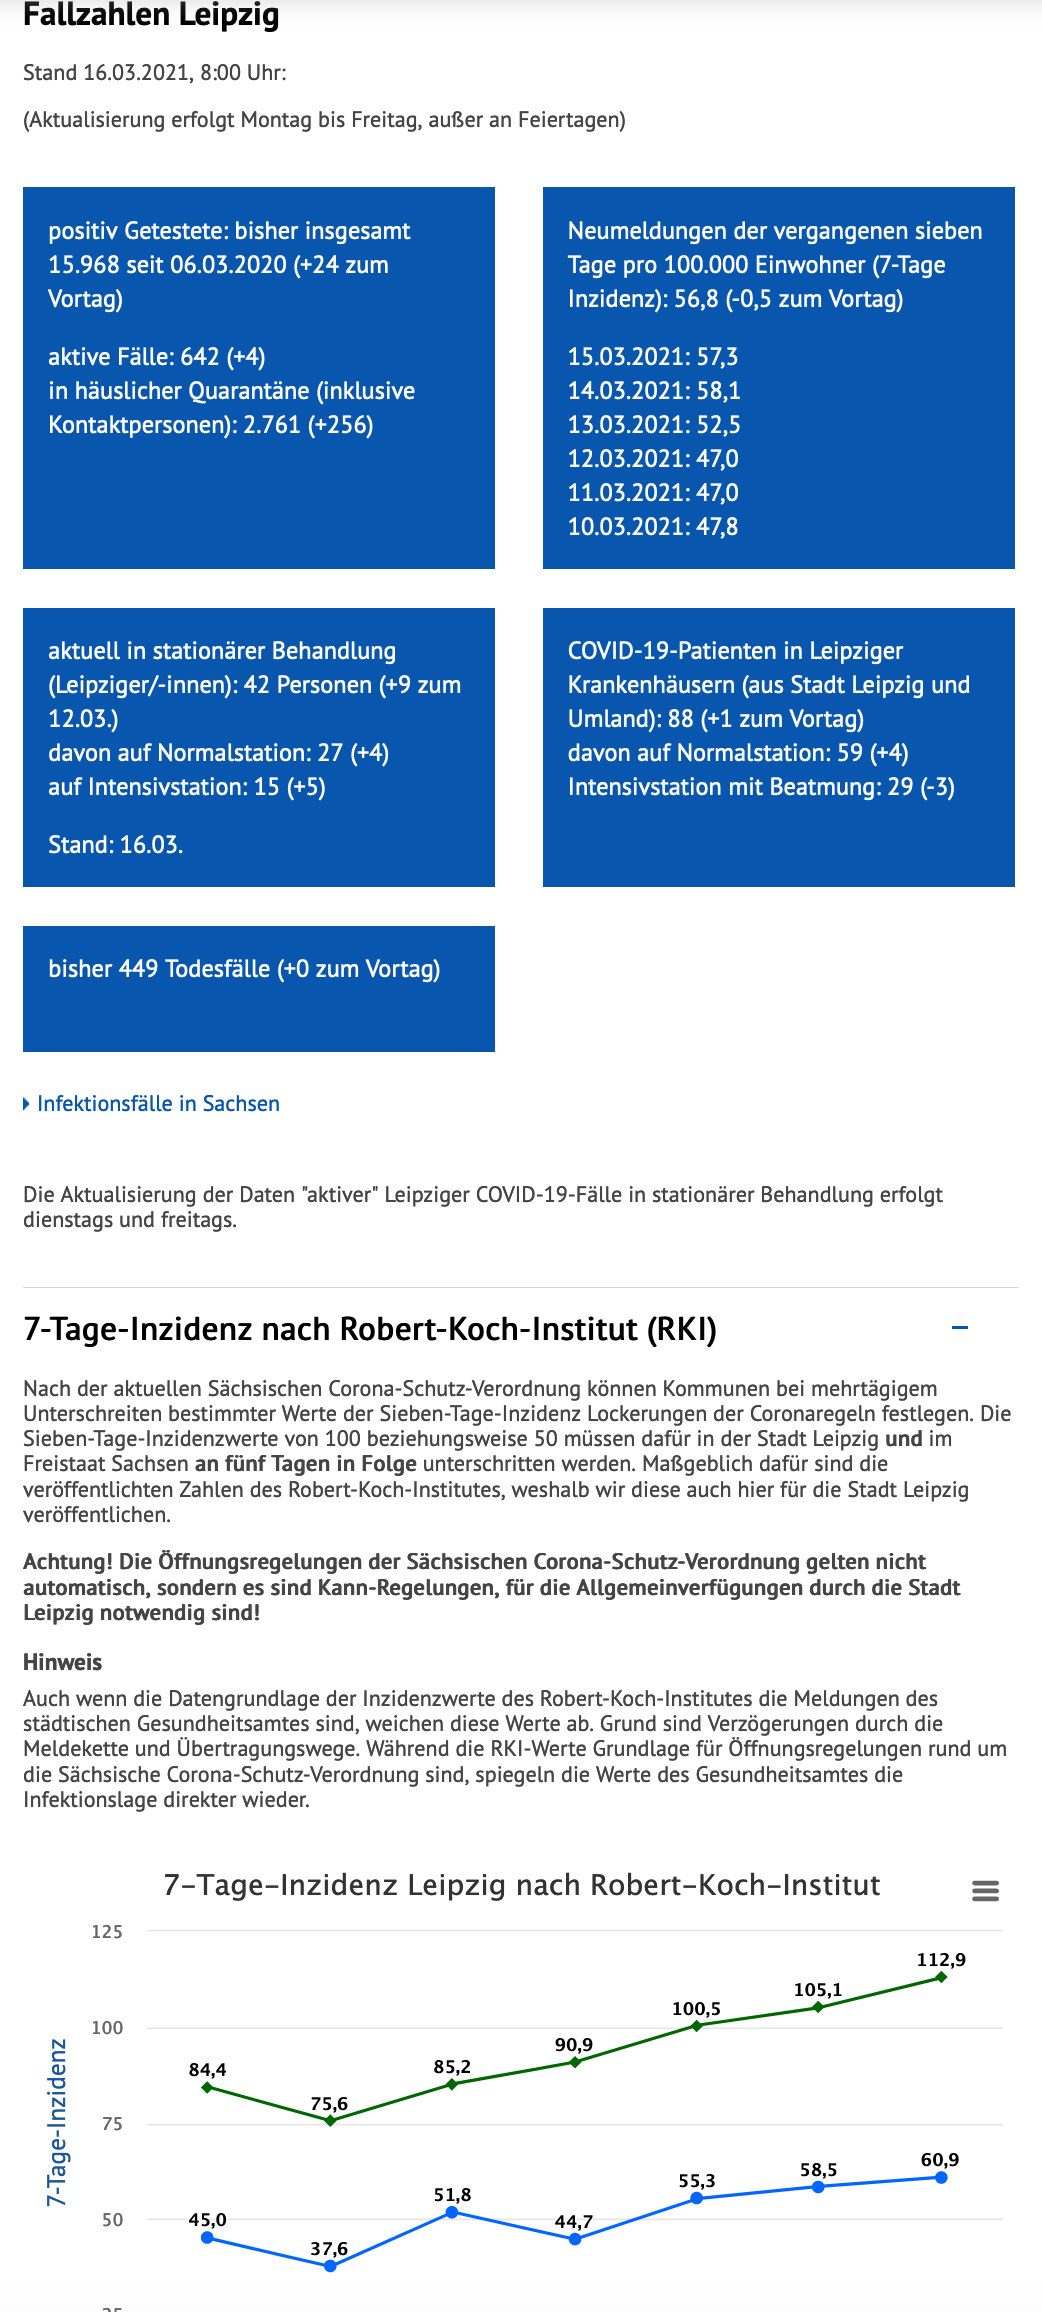 Fallzahlen Leipzig
Stand 16.03.2021, 8:00 Uhr:
(Aktualisierung erfolgt Montag bis Freitag, außer an Feiertagen)
positiv Getestete: bisher insgesamt
15.968 seit 06.03.2020 (+24 zum
Vortag)
aktive Fälle: 642 (+4)
in häuslicher Quarantäne (inklusive
Kontaktpersonen): 2.761 (+256)
Neumeldungen der vergangenen sieben
Tage pro 100.000 Einwohner (7-Tage
Inzidenz): 56,8 (-0,5 zum Vortag)
15.03.2021: 57,3
14.03.2021: 58,1
13.03.2021: 52,5
12.03.2021: 47,0
11.03.2021: 47,0
10.03.2021: 47,8
aktuell in stationärer Behandlung
(Leipziger/-innen): 42 Personen (+9 zum
12.03.)
davon auf Normalstation: 27 (+4)
auf Intensivstation: 15 (+5)
Stand: 16.03.
COVID-19-Patienten in Leipziger
Krankenhäusern (aus Stadt Leipzig und
Umland): 88 (+1 zum Vortag)
davon auf Normalstation: 59 (+4)
Intensivstation mit Beatmung: 29 (-3)
bisher 449 Todesfälle (+0 zum Vortag)
Infektionsfälle in Sachsen
Die Aktualisierung der Daten "aktiver" Leipziger COVID-19-Fälle in stationärer Behandlung erfolgt
dienstags und freitags.
7-Tage-Inzidenz nach Robert-Koch-Institut (RKI)
Nach der aktuellen Sächsischen Corona-Schutz-Verordnung können Kommunen bei mehrtägigem
Unterschreiten bestimmter Werte der Sieben-Tage-Inzidenz Lockerungen der Coronaregeln festlegen. Die
Sieben-Tage-Inzidenzwerte von 100 beziehungsweise 50 müssen dafür in der Stadt Leipzig und im
Freistaat Sachsen an fünf Tagen in Folge unterschritten werden. Maßgeblich dafür sind die
veröffentlichten Zahlen des Robert-Koch-Institutes, weshalb wir diese auch hier für die Stadt Leipzig
veröffentlichen.
Achtung! Die Öffnungsregelungen der Sächsischen Corona-Schutz-Verordnung gelten nicht
automatisch, sondern es sind Kann-Regelungen, für die Allgemeinverfügungen durch die Stadt
Leipzig notwendig sind!
Hinweis
Auch wenn die Datengrundlage der Inzidenzwerte des Robert-Koch-Institutes die Meldungen des
städtischen Gesundheitsamtes sind, weichen diese Werte ab. Grund sind Verzögerungen durch die
Meldekette und Übertragungswege. Während die RKI-Werte Grundlage für Öffnungsregelungen rund um
die Sächsische Corona-Schutz-Verordnung sind, spiegeln die Werte des Gesundheitsamtes die
Infektionslage direkter wieder.
7-Tage-Inzidenz Leipzig nach Robert-Koch-Institut
7-Tage-Inzidenz
125
100
75
50
84,4
75,6
85,2
90,9
100,5
105,1
112,9
45,0
37,6
51,8
44,7
55,3
58,5
60,9